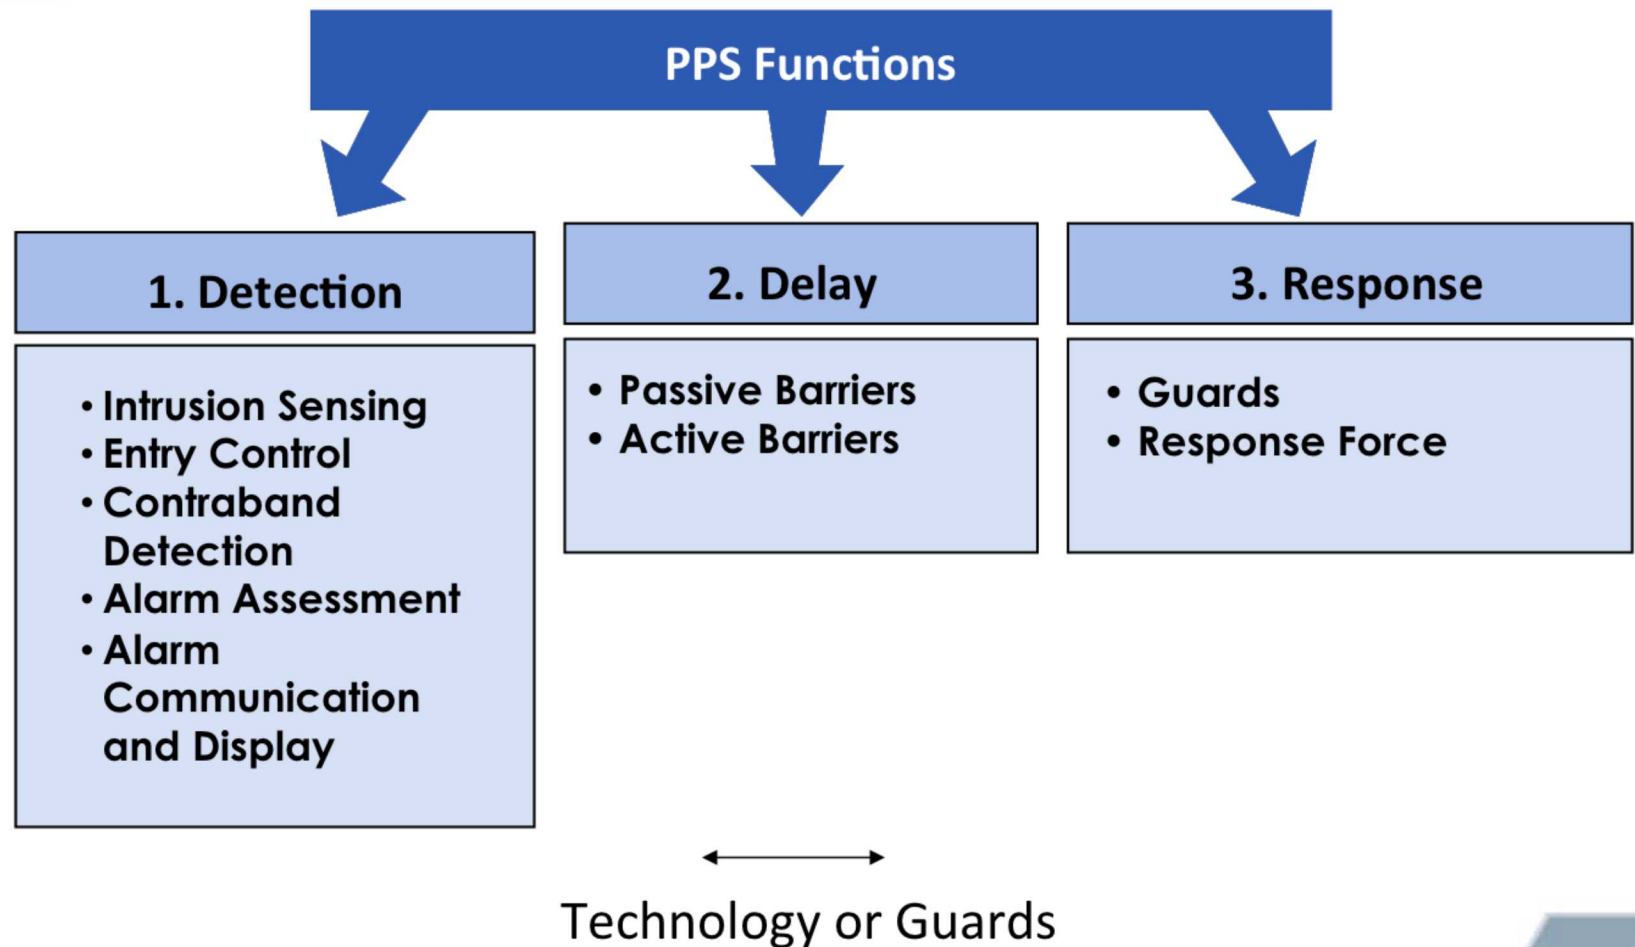 PPS Functions
1. Detection
• Intrusion Sensing
• Entry Control
• Contraband
Detection
• Alarm Assessment
• Alarm
Communication
and Display
2. Delay
• Passive Barriers
• Active Barriers
3. Response
• Guards
• Response Force
Technology or Guards